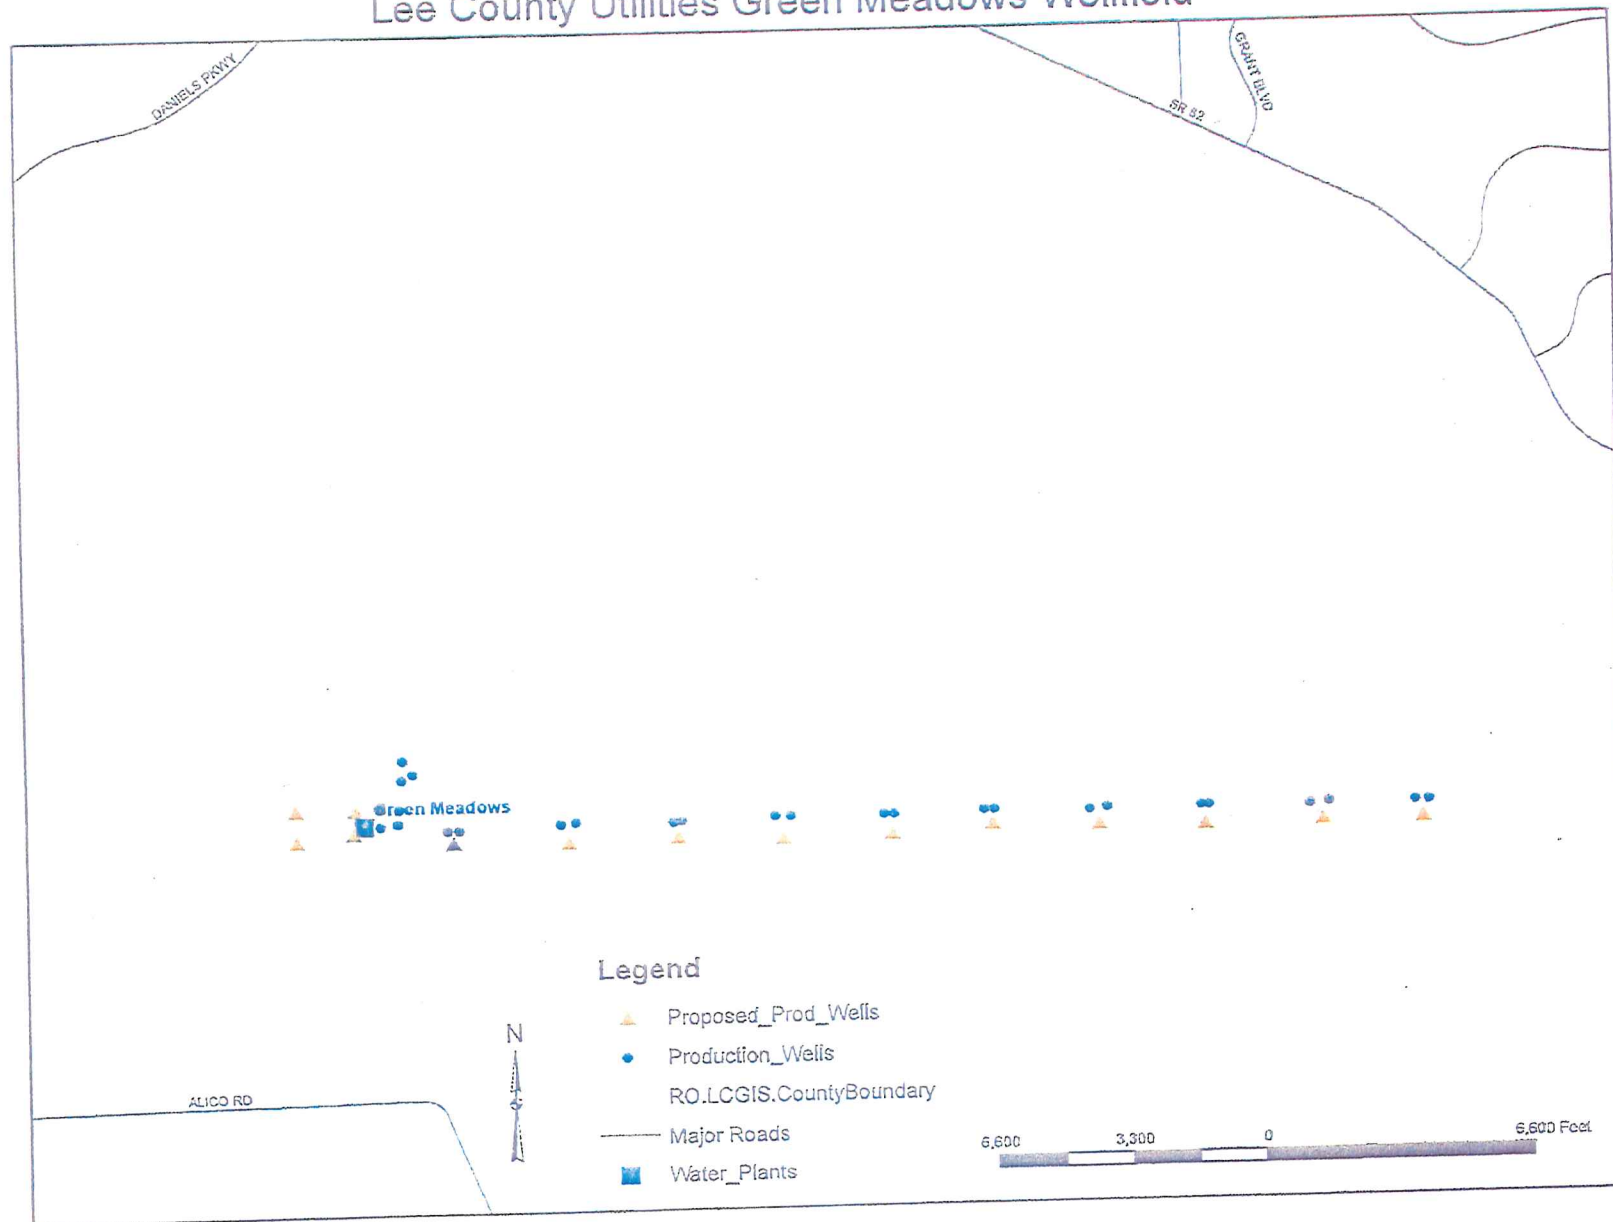 Lee County Utilities Green Meadows Wellfield
DANIELS PKWY
SR 82
GRANT BLVD
Green Meadows
Legend
Proposed_Prod_Wells
Production_Wells
RO.LCGIS.CountyBoundary
Major Roads
Water_Plants
N
ALICO RD
6,600 3,300 0 6,600 Feet